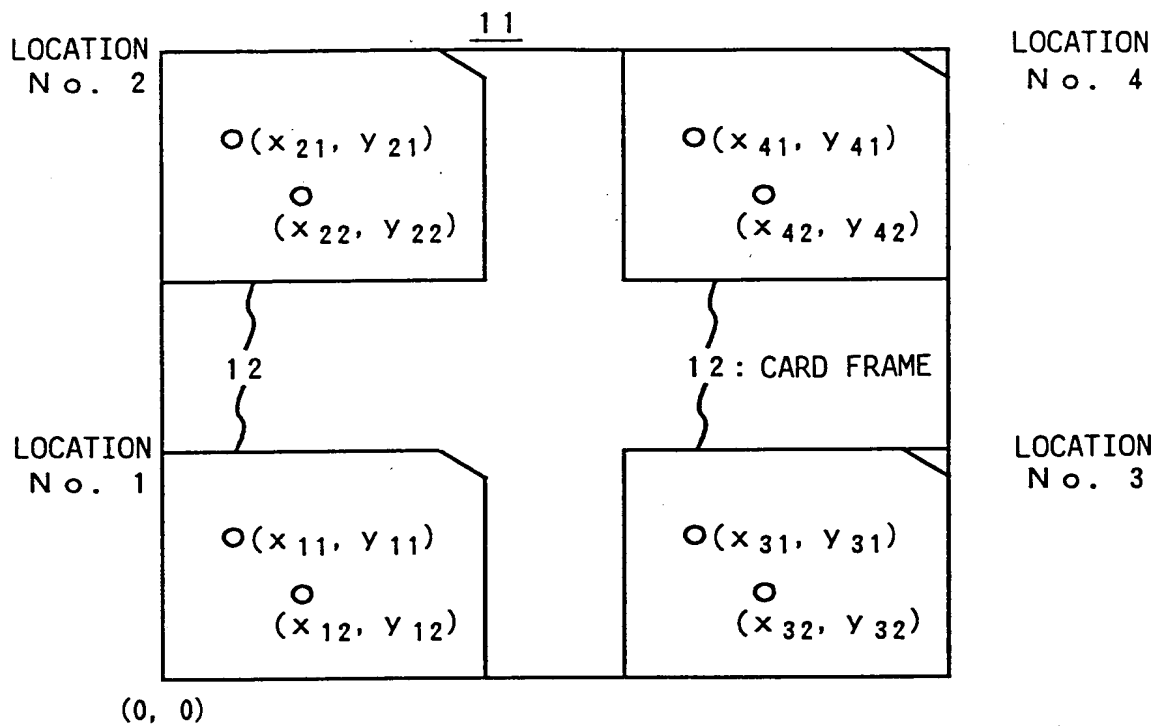 11
LOCATION No. 2
LOCATION No. 4
(x21, y21)
(x41, y41)
(x22, y22)
(x42, y42)
12
12: CARD FRAME
LOCATION No. 1
LOCATION No. 3
(x11, y11)
(x31, y31)
(x12, y12)
(x32, y32)
(0, 0)